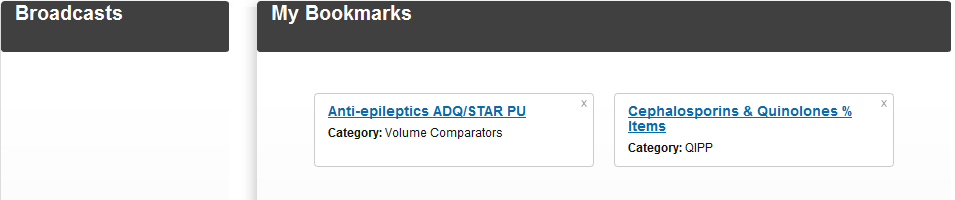 Broadcasts
My Bookmarks
Anti-epileptics ADQ/STAR PU
x
Category: Volume Comparators
Cephalosporins & Quinolones %
Items
x
Category: QIPP